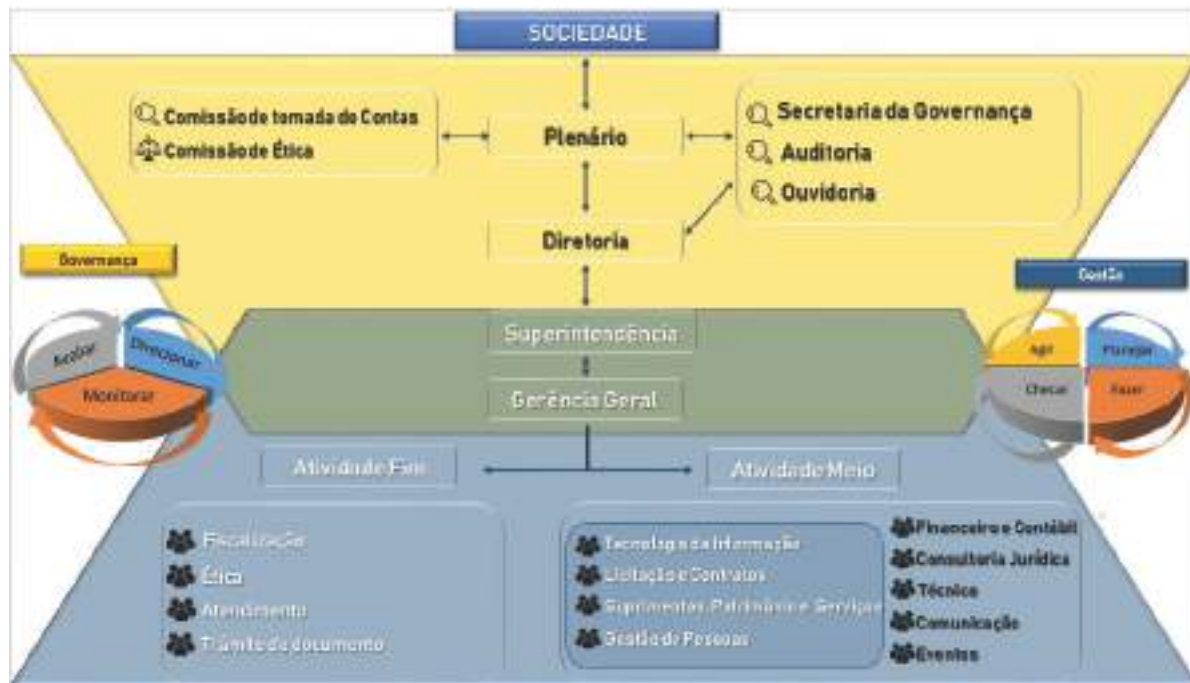 SOCIEDADE
Comissão de tomada de Contas
Comissão de Ética
Plenário
Secretaria da Governança
Auditoria
Ouvidoria
Diretoria
Governança
Gestão
Superintendência
Gerência Geral
Avaliar
Direcionar
Monitorar
Agir
Planejar
Checar
Fazer
Atividade Fim
Atividade Meio
Fiscalização
Ética
Atendimento
Trâmite de documento
Tecnologia da Informação
Licitação e Contratos
Suprimentos, Patrimônio e Serviços
Gestão de Pessoas
Financeiro e Contábil
Consultoria Jurídica
Técnica
Comunicação
Eventos